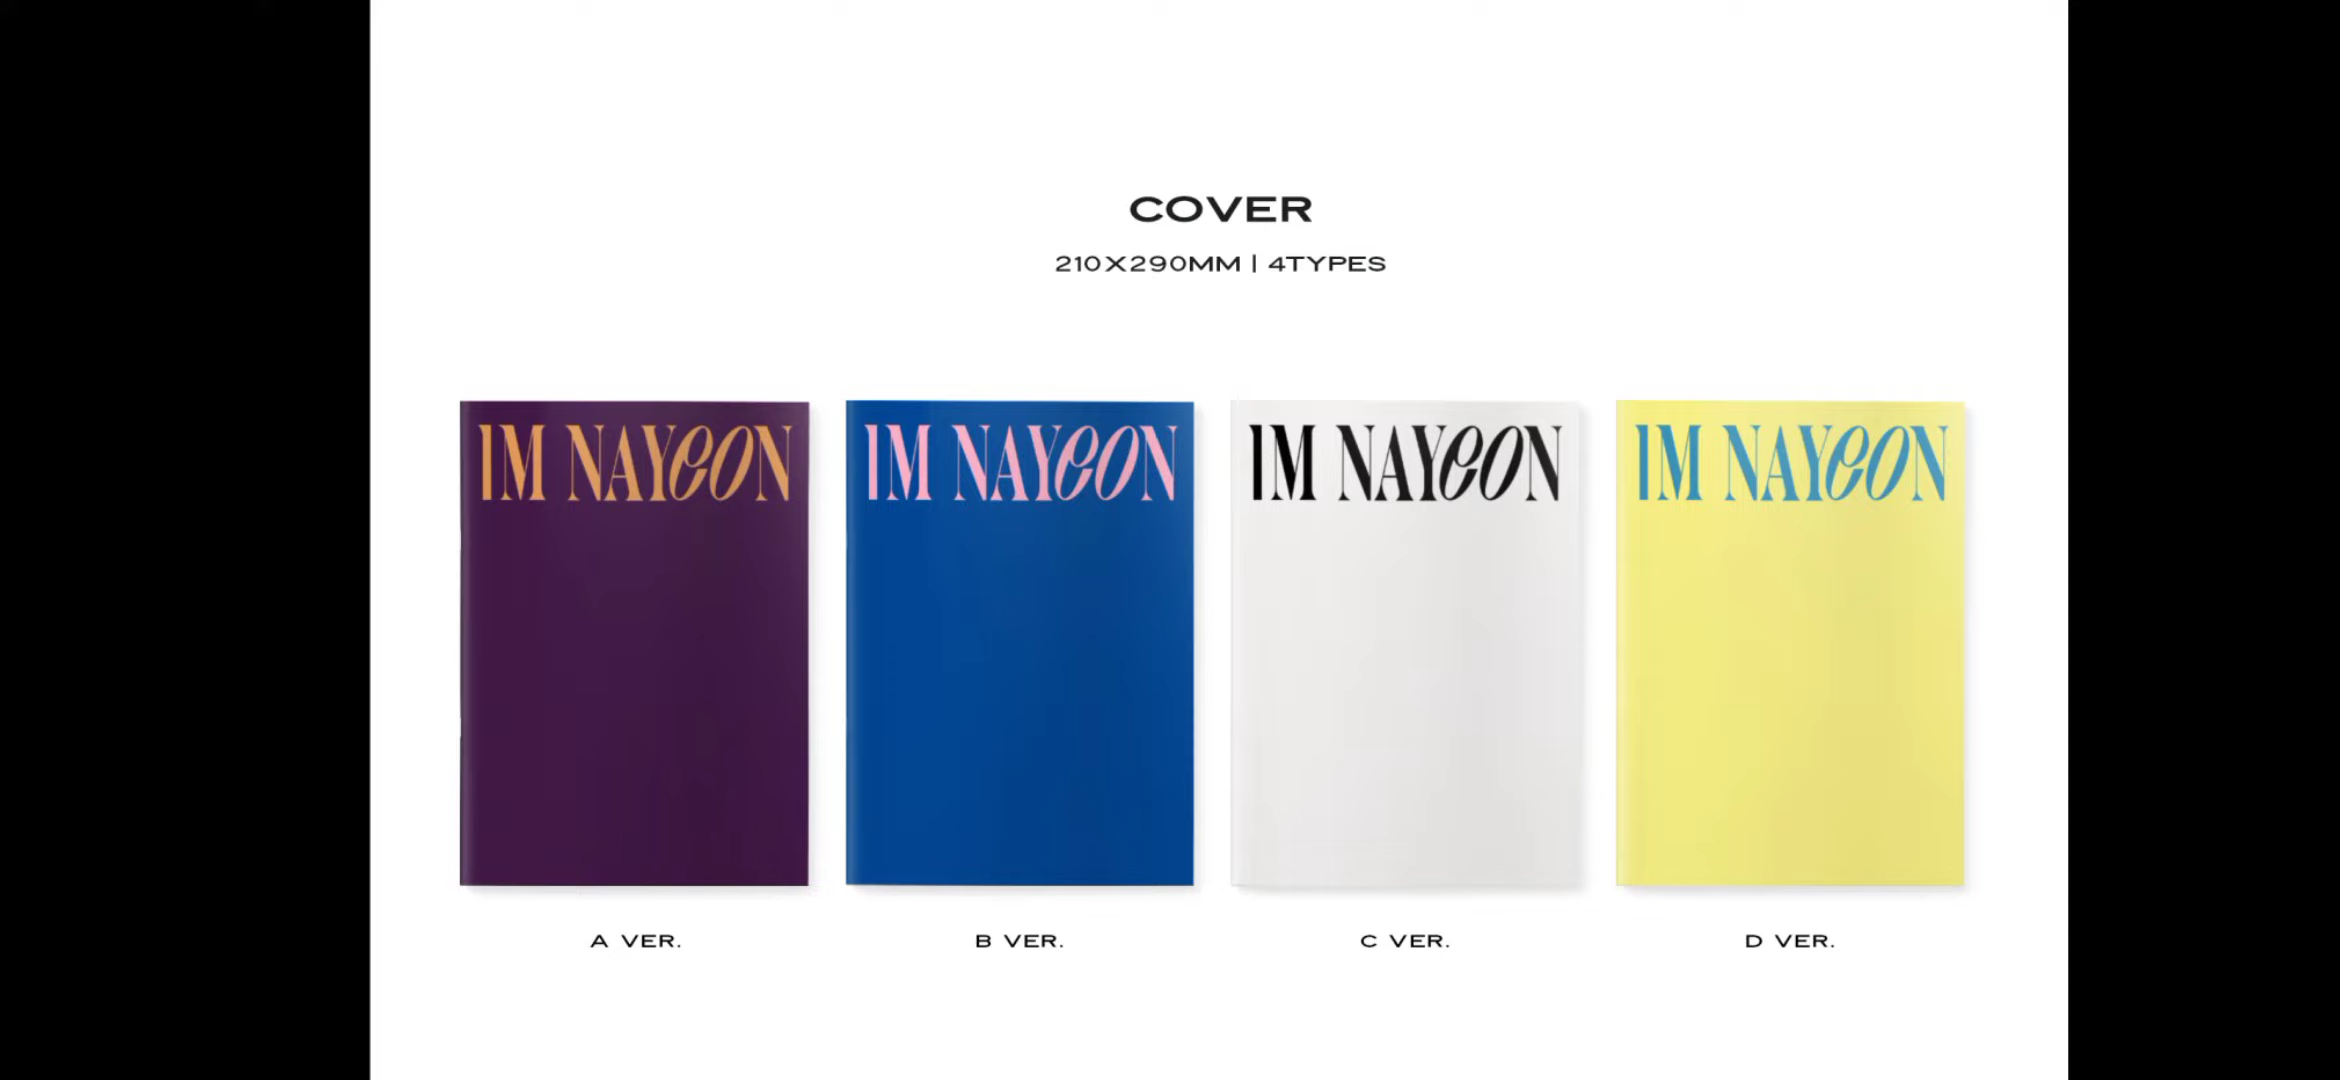 COVER
210X290MM | 4TYPES
IM NAYeON
IM NAYeON
IM NAYeON
IM NAYeON
A VER.
B VER.
C VER.
D VER.